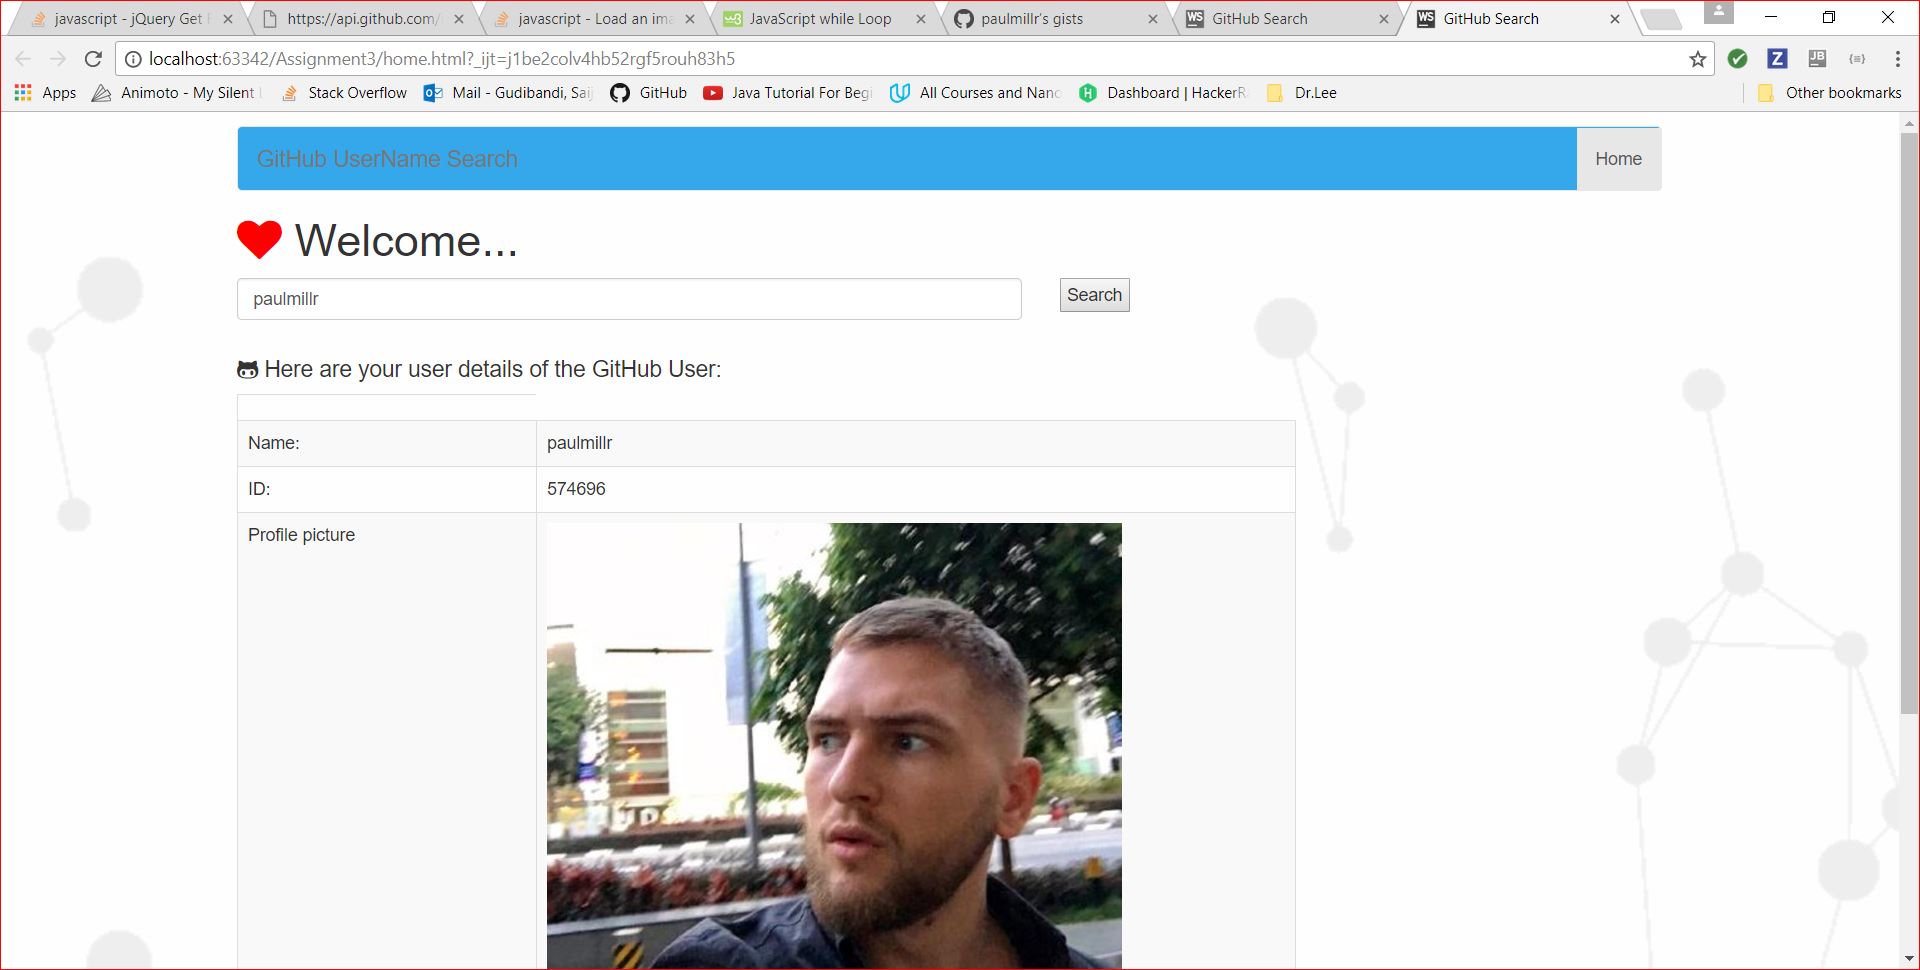 javascript - jQuery Get
https://api.github.com/
javascript - Load an ima
JavaScript while Loop
paulmillr's gists
WS GitHub Search
WS GitHub Search
localhost:63342/Assignment3/home.html?_ijt=j1be2colv4hb52rgf5rouh83h5
Apps
Animoto - My Silent
Stack Overflow
Mail - Gudibandi, Sai
GitHub
Java Tutorial For Begi
All Courses and Nano
Dashboard | HackerR
Dr.Lee
Other bookmarks
GitHub UserName Search
Home
Welcome...
paulmillr
Search
Here are your user details of the GitHub User:
Name: paulmillr
ID: 574696
Profile picture